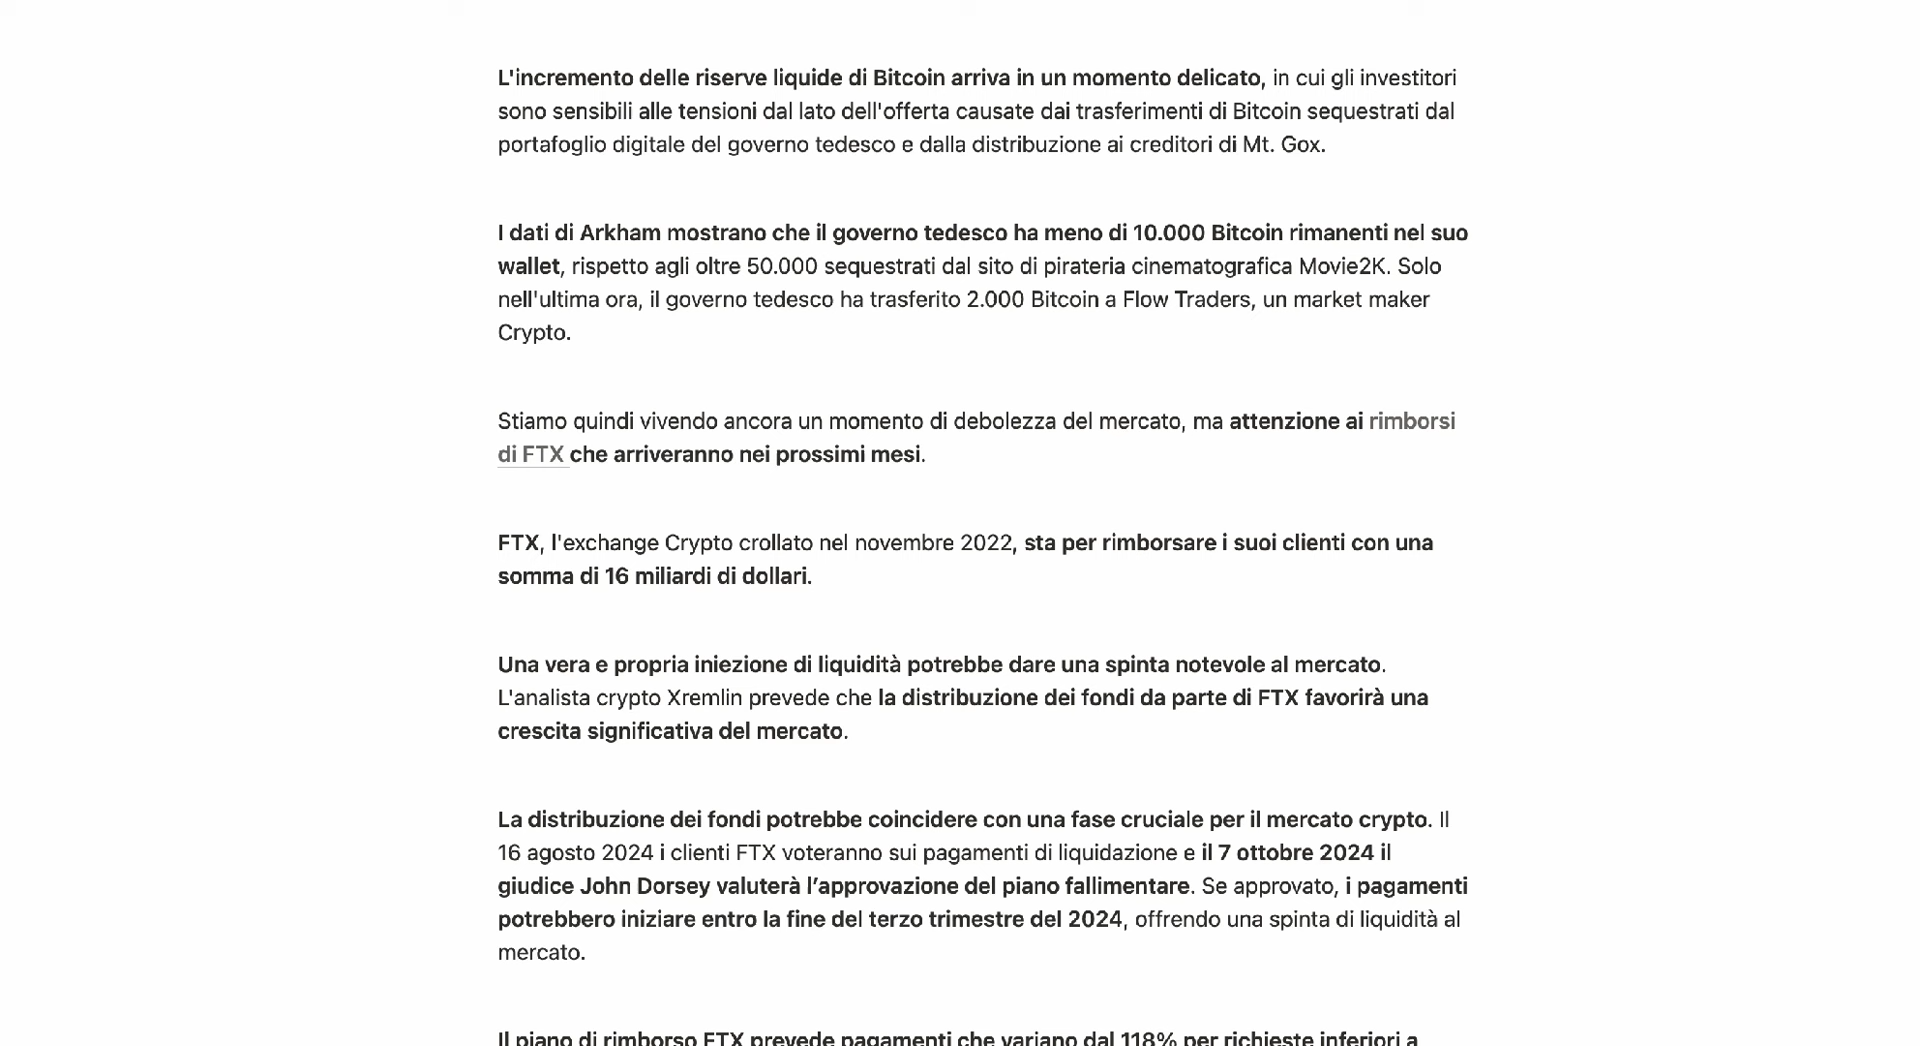 L'incremento delle riserve liquide di Bitcoin arriva in un momento delicato, in cui gli investitori
sono sensibili alle tensioni dal lato dell'offerta causate dai trasferimenti di Bitcoin sequestrati dal
portafoglio digitale del governo tedesco e dalla distribuzione ai creditori di Mt. Gox.
I dati di Arkham mostrano che il governo tedesco ha meno di 10.000 Bitcoin rimanenti nel suo
wallet, rispetto agli oltre 50.000 sequestrati dal sito di pirateria cinematografica Movie2K. Solo
nell'ultima ora, il governo tedesco ha trasferito 2.000 Bitcoin a Flow Traders, un market maker
Crypto.
Stiamo quindi vivendo ancora un momento di debolezza del mercato, ma attenzione ai rimborsi
di FTX che arriveranno nei prossimi mesi.
FTX, l'exchange Crypto crollato nel novembre 2022, sta per rimborsare i suoi clienti con una
somma di 16 miliardi di dollari.
Una vera e propria iniezione di liquidità potrebbe dare una spinta notevole al mercato.
L'analista crypto Xremlin prevede che la distribuzione dei fondi da parte di FTX favorirà una
crescita significativa del mercato.
La distribuzione dei fondi potrebbe coincidere con una fase cruciale per il mercato crypto. Il
16 agosto 2024 i clienti FTX voteranno sui pagamenti di liquidazione e il 7 ottobre 2024 il
giudice John Dorsey valuterà l’approvazione del piano fallimentare. Se approvato, i pagamenti
potrebbero iniziare entro la fine del terzo trimestre del 2024, offrendo una spinta di liquidità al
mercato.
Il piano di rimborso FTX prevede pagamenti che variano dal 118% per richieste inferiori a